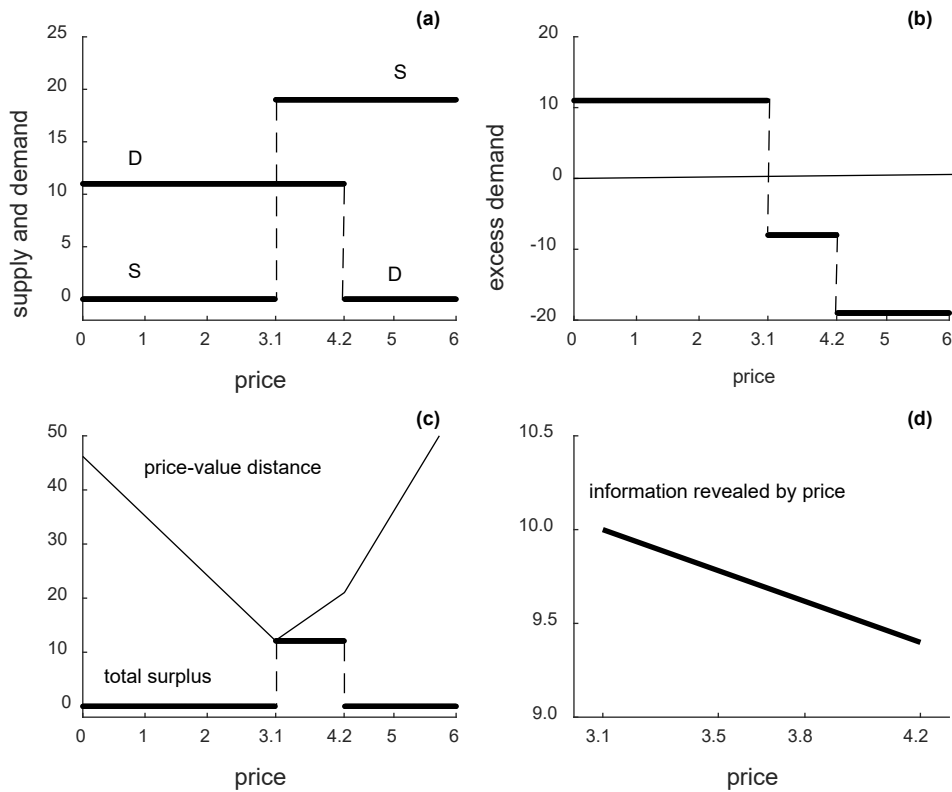 (a)
25
20
15
10
5
0
supply and demand
S
D
S
D
0 1 2 3.1 4.2 5 6
price
(b)
20
10
0
-10
-20
excess demand
0 1 2 3.1 4.2 5 6
price
(c)
50
40
30
20
10
0
price-value distance
total surplus
0 1 2 3.1 4.2 5 6
price
(d)
10.5
10.0
9.5
9.0
information revealed by price
3.1 3.5 3.8 4.2
price